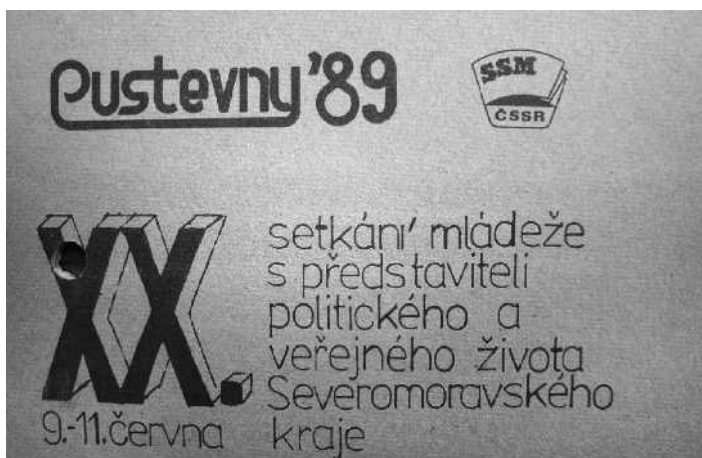 Pustevny '89
SSM
ČSSR
XX.
setkání mládeže
s představiteli
politického a
veřejného života
Severomoravského
kraje
9.-11. června